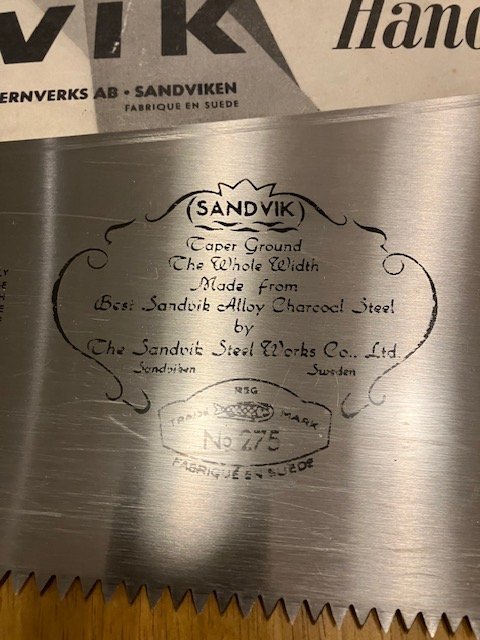 VIK
Hand
ERNVERKS AB • SANDVIKEN
FABRIQUE EN SUEDE
SANDVIK
Taper Ground
The Whole Width
Made from
Best Sandvik Alloy Charcoal Steel
by
The Sandvik Steel Works Co., Ltd.
Sandviken Sweden
REG
TRADE MARK
No 275
FABRIQUE EN SUEDE